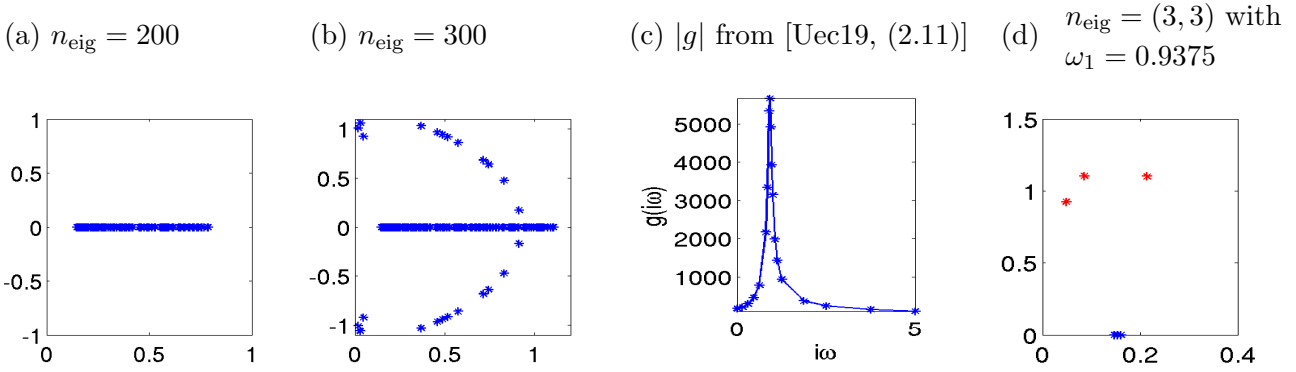 (a) n_eig = 200
(b) n_eig = 300
(c) |g| from [Uec19, (2.11)]
(d) n_eig = (3, 3) with
ω₁ = 0.9375
1
0.5
0
-0.5
-1
0 0.5 1
1
0.5
0
-0.5
-1
0 0.5 1
g(iω)
5000
4000
3000
2000
1000
0 5
iω
1.5
1
0.5
0
0 0.2 0.4